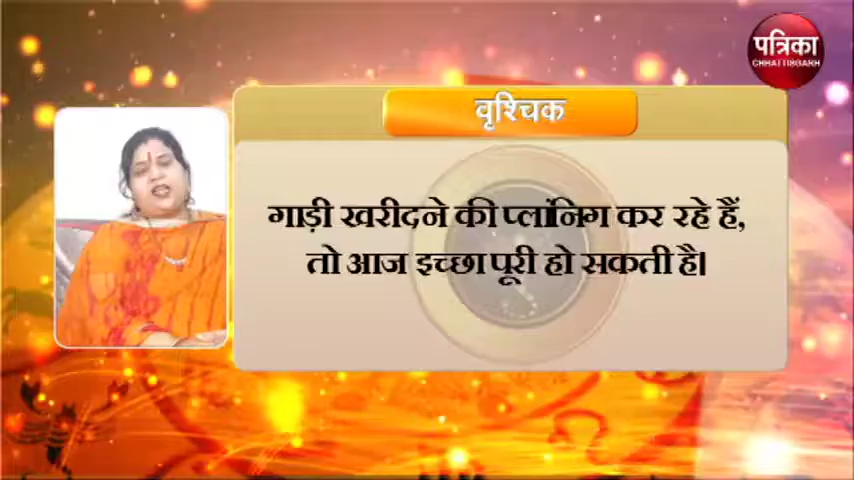 पत्रिका
CHHATTISGARH
वृश्चिक
गाड़ी खरीदने की प्लांनिग कर रहे हैं,
तो आज इच्छा पूरी हो सकती है।